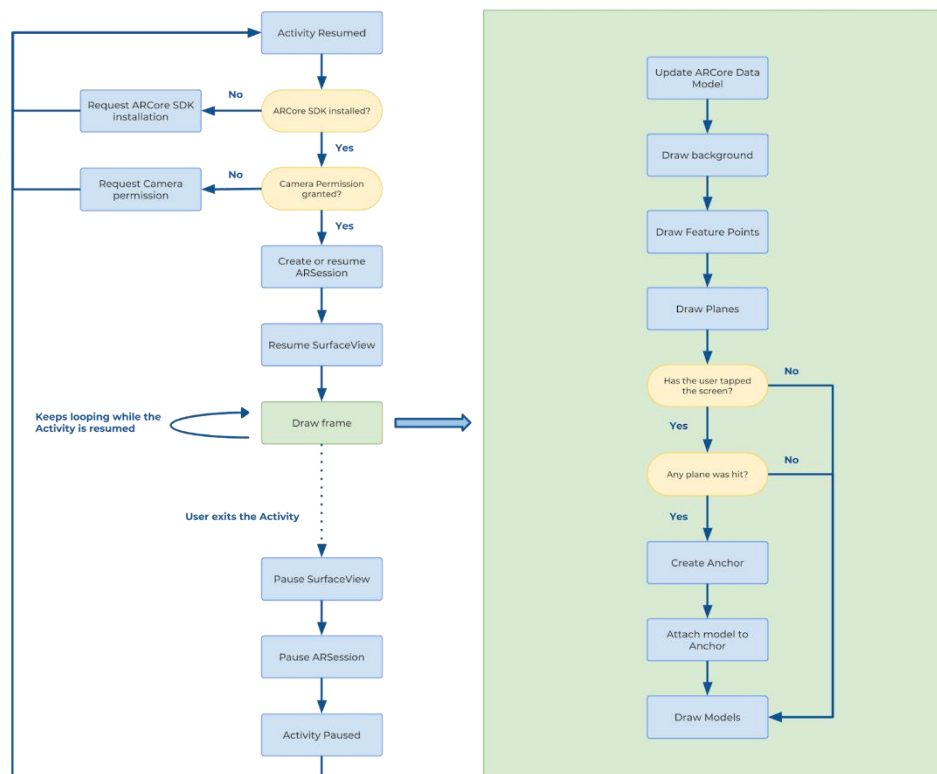 Activity Resumed
No
Request ARCore SDK
installation
ARCore SDK installed?
Yes
No
Request Camera
permission
Camera Permission
granted?
Yes
Create or resume
ARSession
Resume SurfaceView
Keeps looping while the
Activity is resumed
Draw frame
User exits the Activity
Pause SurfaceView
Pause ARSession
Activity Paused
Update ARCore Data
Model
Draw background
Draw Feature Points
Draw Planes
Has the user tapped
the screen?
No
Yes
Any plane was hit?
No
Yes
Create Anchor
Attach model to
Anchor
Draw Models